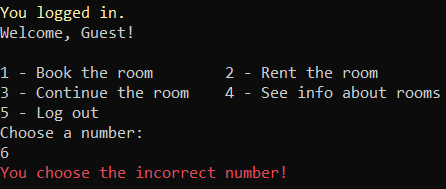 You logged in.
Welcome, Guest!
1 - Book the room 2 - Rent the room
3 - Continue the room 4 - See info about rooms
5 - Log out
Choose a number:
6
You choose the incorrect number!